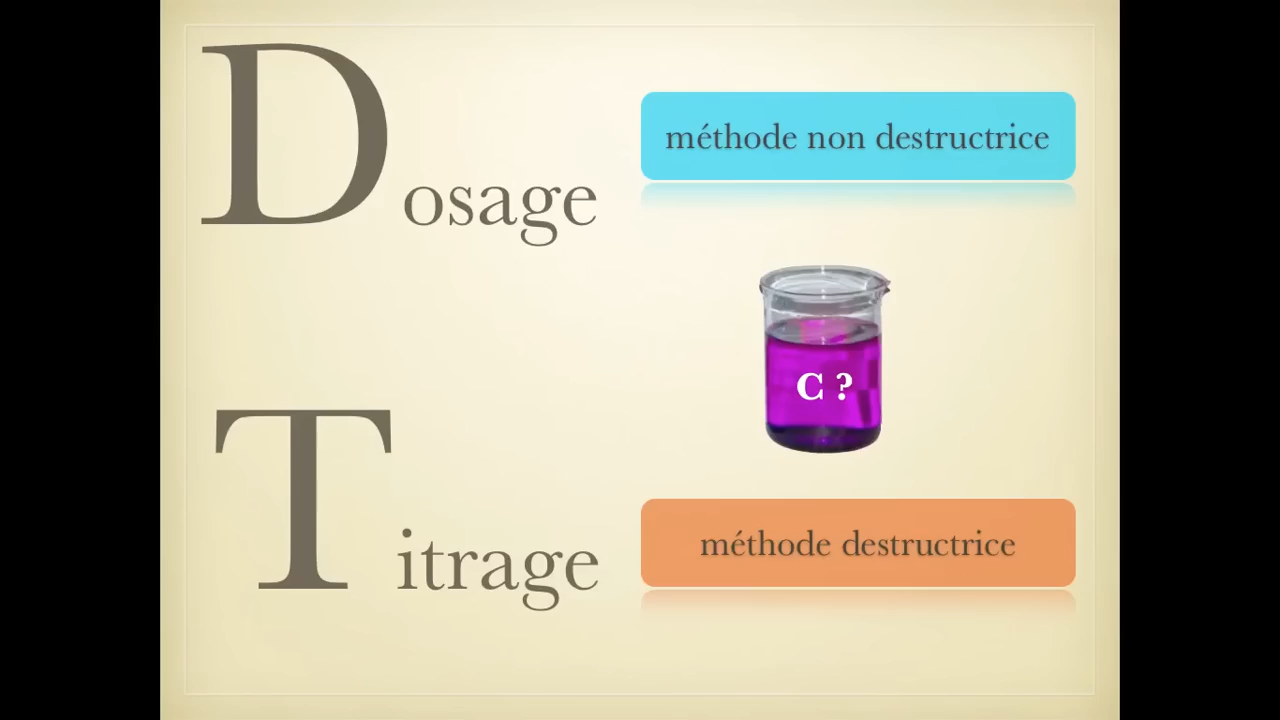 Dosage
méthode non destructrice
C ?
Titrage
méthode destructrice